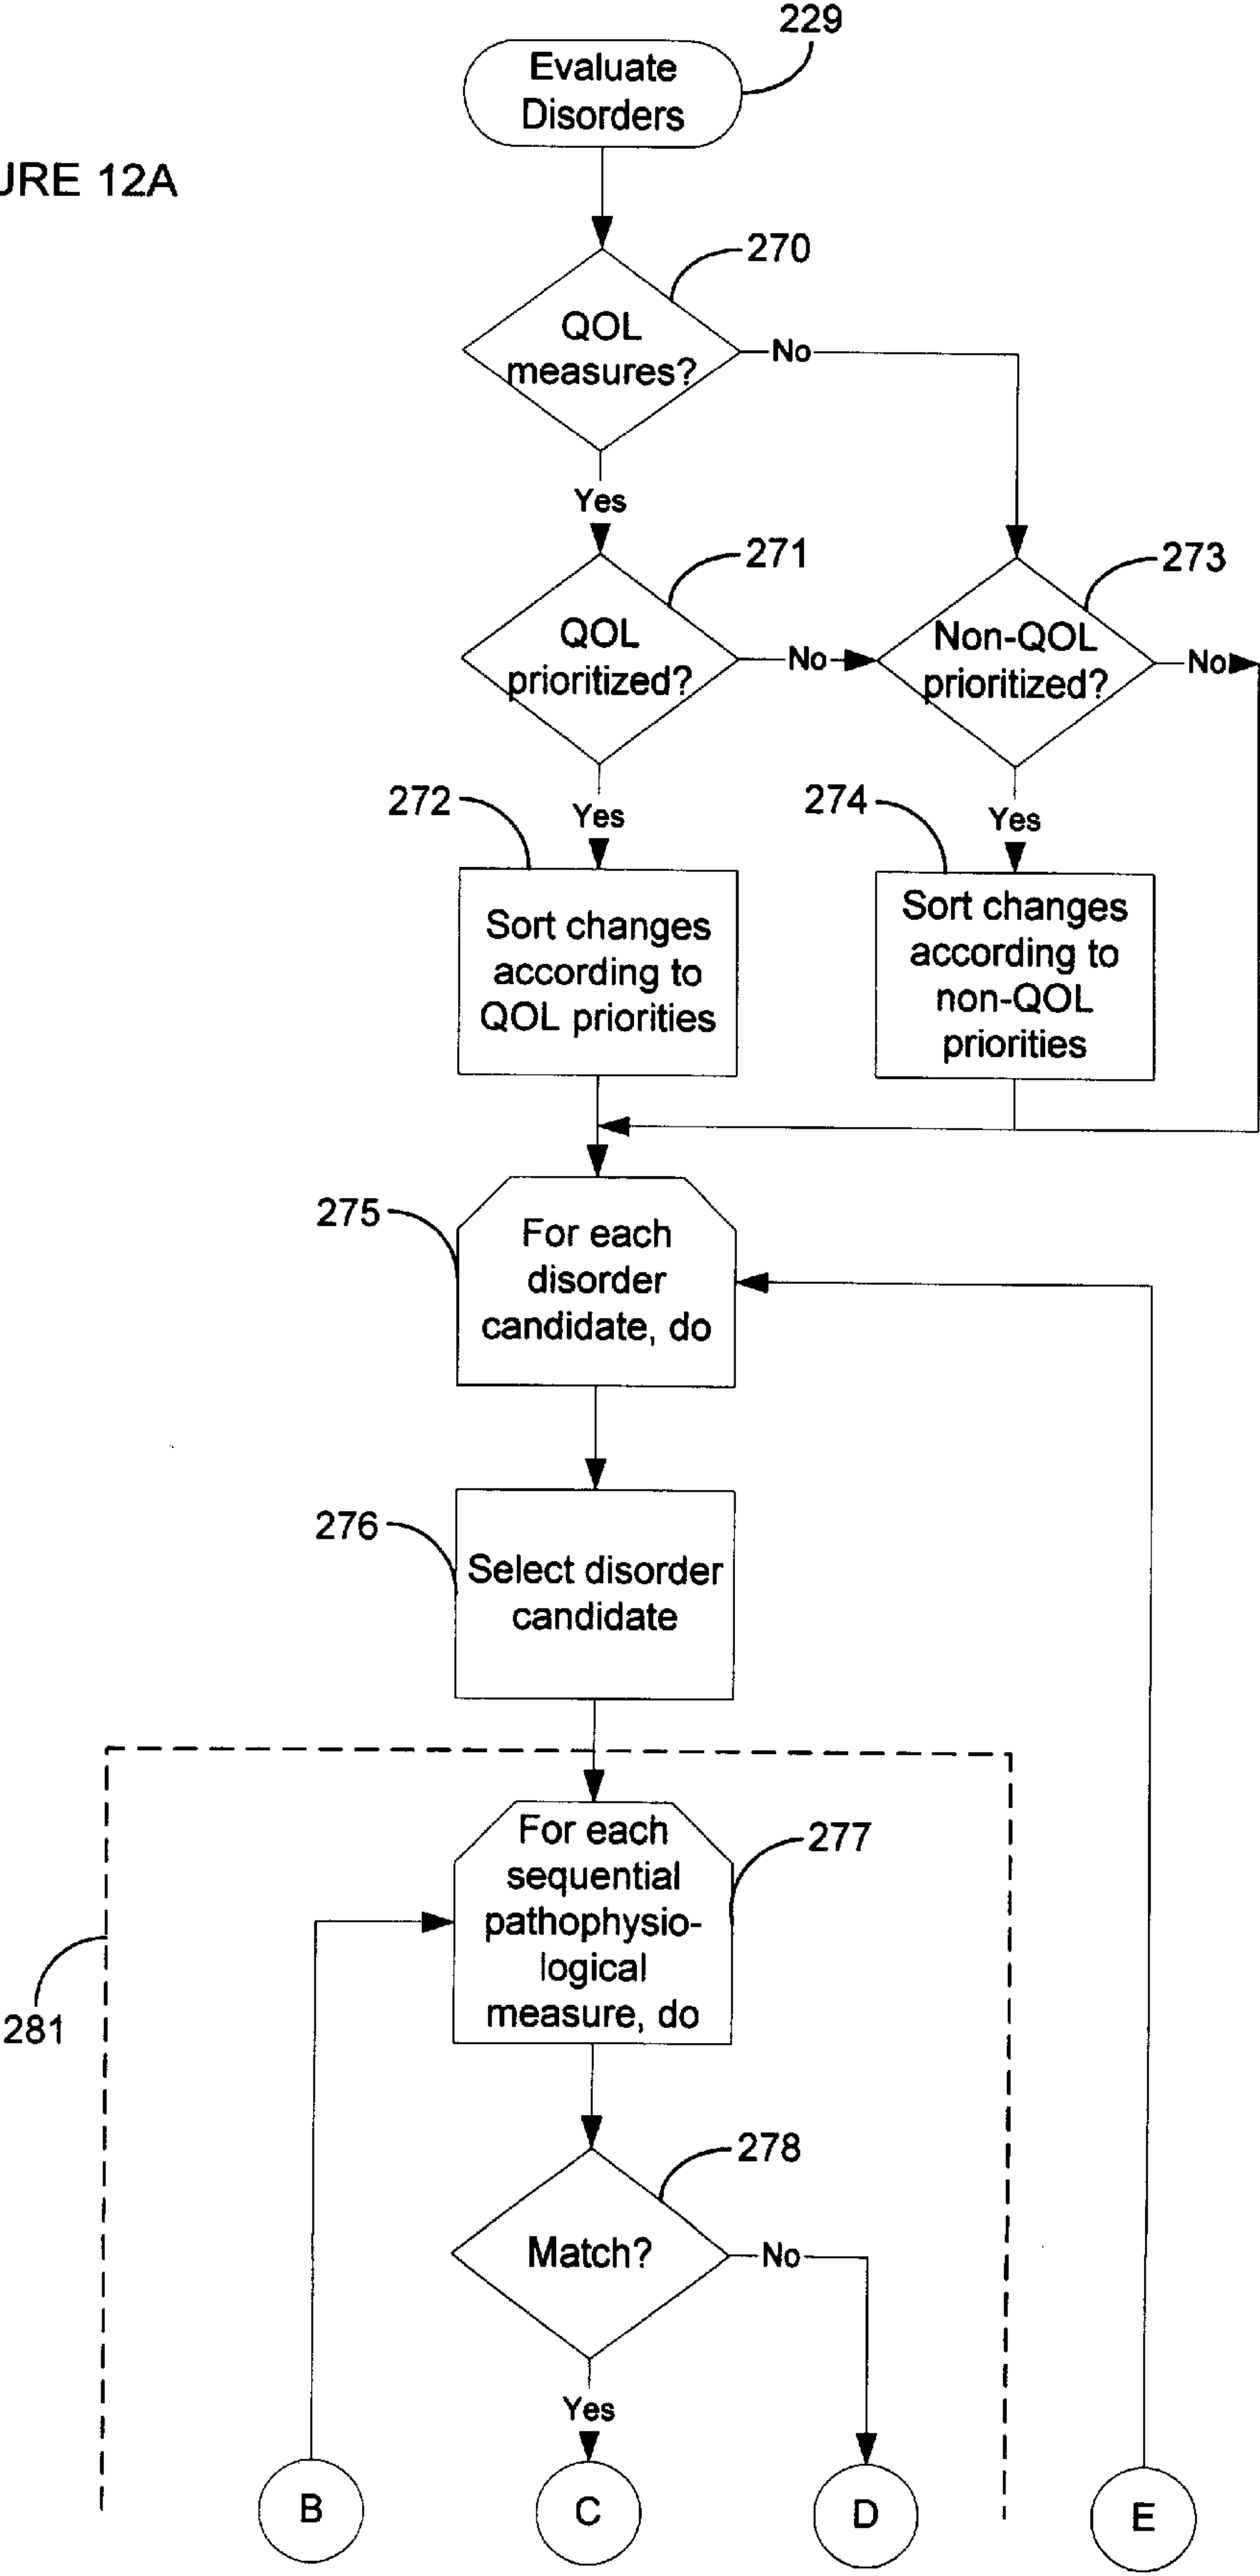 229
Evaluate
Disorders
URE 12A
270
QOL
measures?
No
Yes
271
273
QOL
prioritized?
No
Non-QOL
prioritized?
No
272
Yes
274
Yes
Sort changes
according to
QOL priorities
Sort changes
according to
non-QOL
priorities
275
For each
disorder
candidate, do
276
Select disorder
candidate
277
For each
sequential
pathophysio-
logical
measure, do
281
278
Match?
No
Yes
B
C
D
E